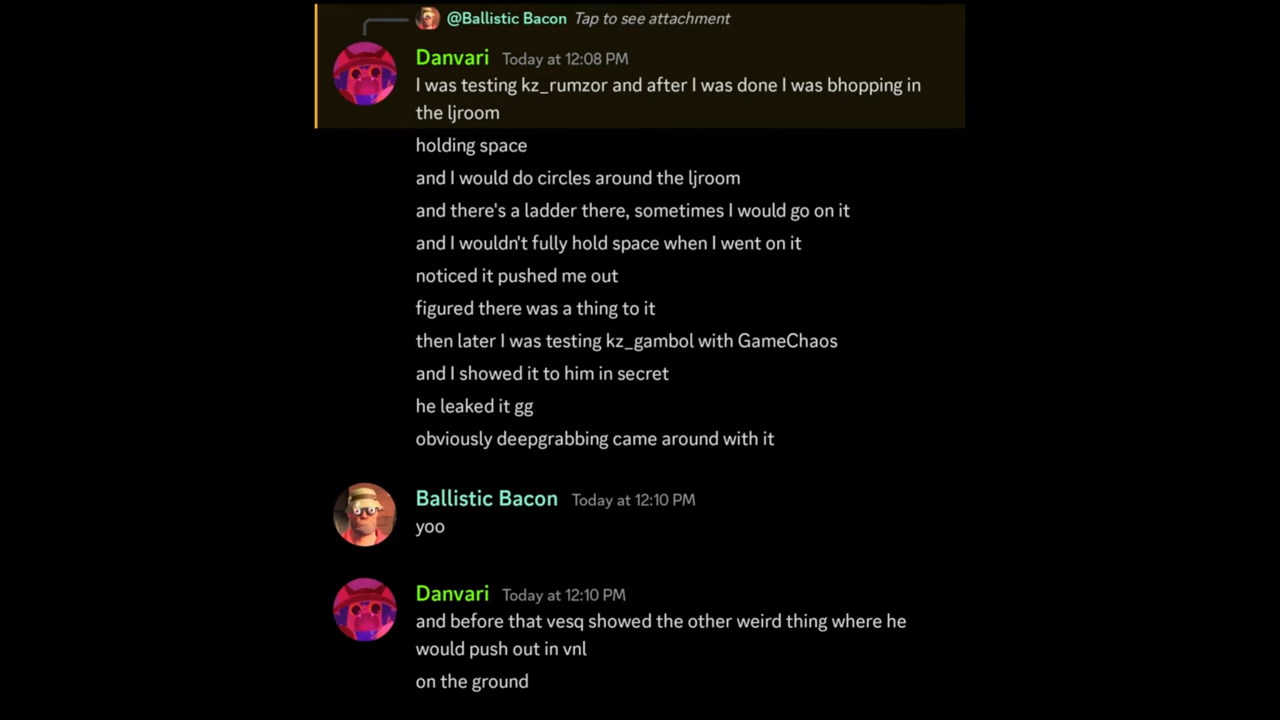 @Ballistic Bacon Tap to see attachment
Danvari Today at 12:08 PM
I was testing kz_rumzor and after I was done I was bhopping in
the ljroom
holding space
and I would do circles around the ljroom
and there's a ladder there, sometimes I would go on it
and I wouldn't fully hold space when I went on it
noticed it pushed me out
figured there was a thing to it
then later I was testing kz_gambol with GameChaos
and I showed it to him in secret
he leaked it gg
obviously deepgrabbing came around with it
Ballistic Bacon Today at 12:10 PM
yoo
Danvari Today at 12:10 PM
and before that vesq showed the other weird thing where he
would push out in vnl
on the ground